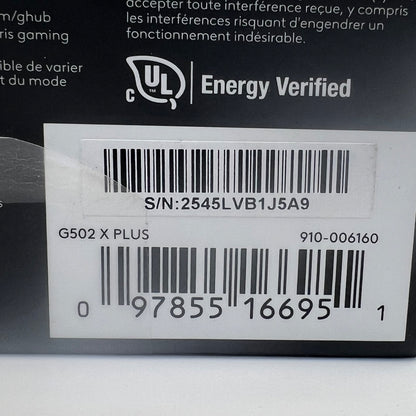 accepter toute interférence reçue, y compris
les interférences risquant d'engendrer un
fonctionnement indésirable.
m/ghub
ris gaming
ible de varier
t du mode
C UL Energy Verified
S/N:2545LVB1J5A9
G502 X PLUS 910-006160
0 97855 16695 1